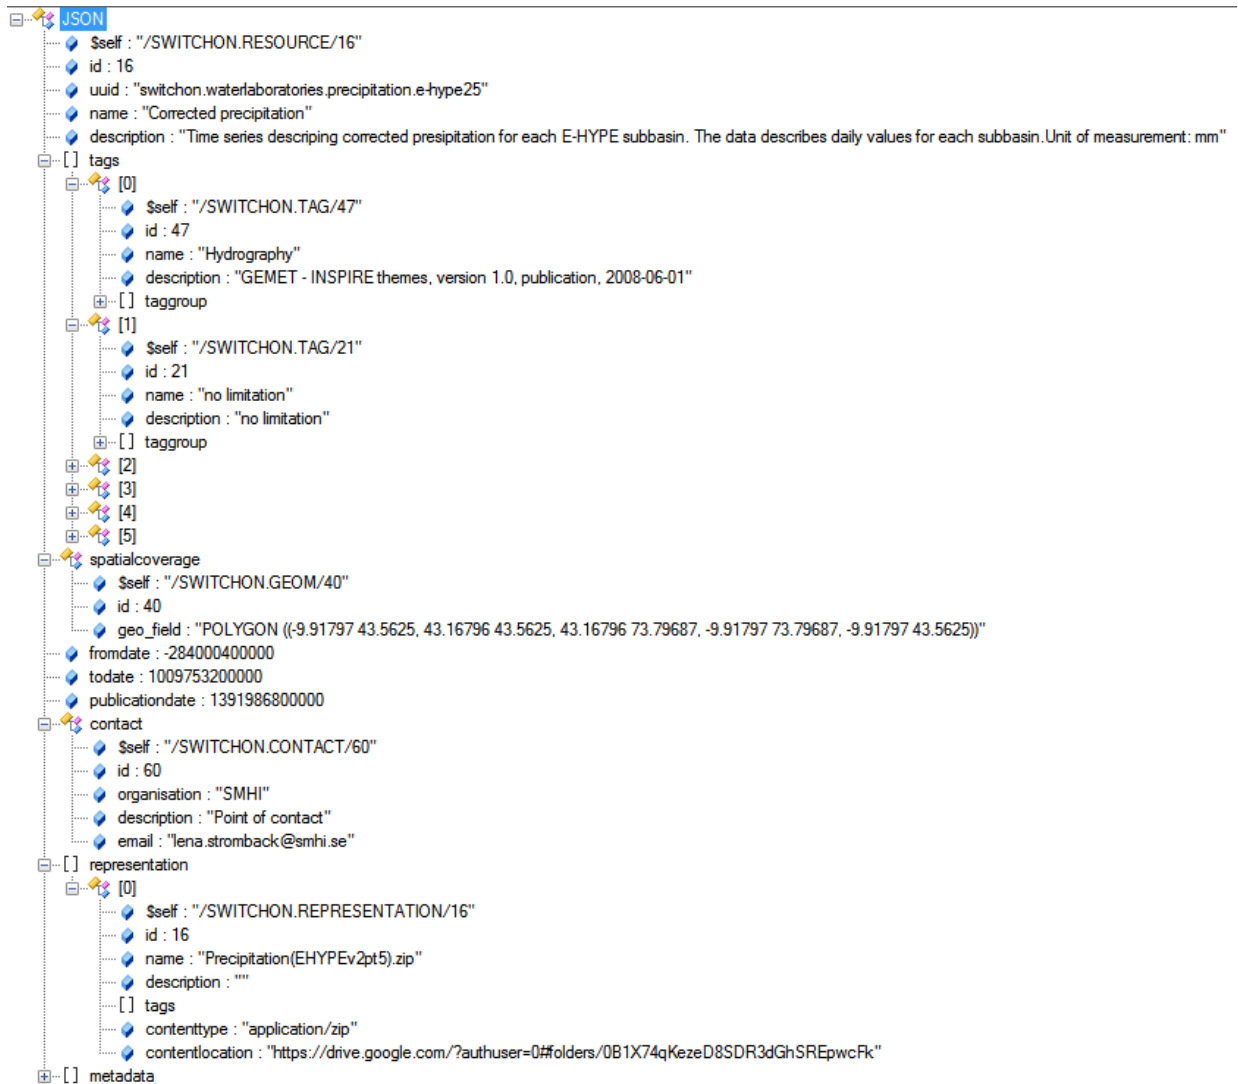 JSON
$self : "/SWITCHON.RESOURCE/16"
id : 16
uuid : "switchon.waterlaboratories.precipitation.e-hype25"
name : "Corrected precipitation"
description : "Time series descriping corrected presipitation for each E-HYPE subbasin. The data describes daily values for each subbasin.Unit of measurement: mm"
[ ] tags
[0]
$self : "/SWITCHON.TAG/47"
id : 47
name : "Hydrography"
description : "GEMET - INSPIRE themes, version 1.0, publication, 2008-06-01"
[ ] taggroup
[1]
$self : "/SWITCHON.TAG/21"
id : 21
name : "no limitation"
description : "no limitation"
[ ] taggroup
[2]
[3]
[4]
[5]
spatialcoverage
$self : "/SWITCHON.GEOM/40"
id : 40
geo_field : "POLYGON ((-9.91797 43.5625, 43.16796 43.5625, 43.16796 73.79687, -9.91797 73.79687, -9.91797 43.5625))"
fromdate : -284000400000
todate : 1009753200000
publicationdate : 1391986800000
contact
$self : "/SWITCHON.CONTACT/60"
id : 60
organisation : "SMHI"
description : "Point of contact"
email : "lena.stromback@smhi.se"
[ ] representation
[0]
$self : "/SWITCHON.REPRESENTATION/16"
id : 16
name : "Precipitation(EHYPEv2pt5).zip"
description : ""
[ ] tags
contenttype : "application/zip"
contentlocation : "https://drive.google.com/?authuser=0#folders/0B1X74qKezeD8SDR3dGhSREpwcFk"
[ ] metadata